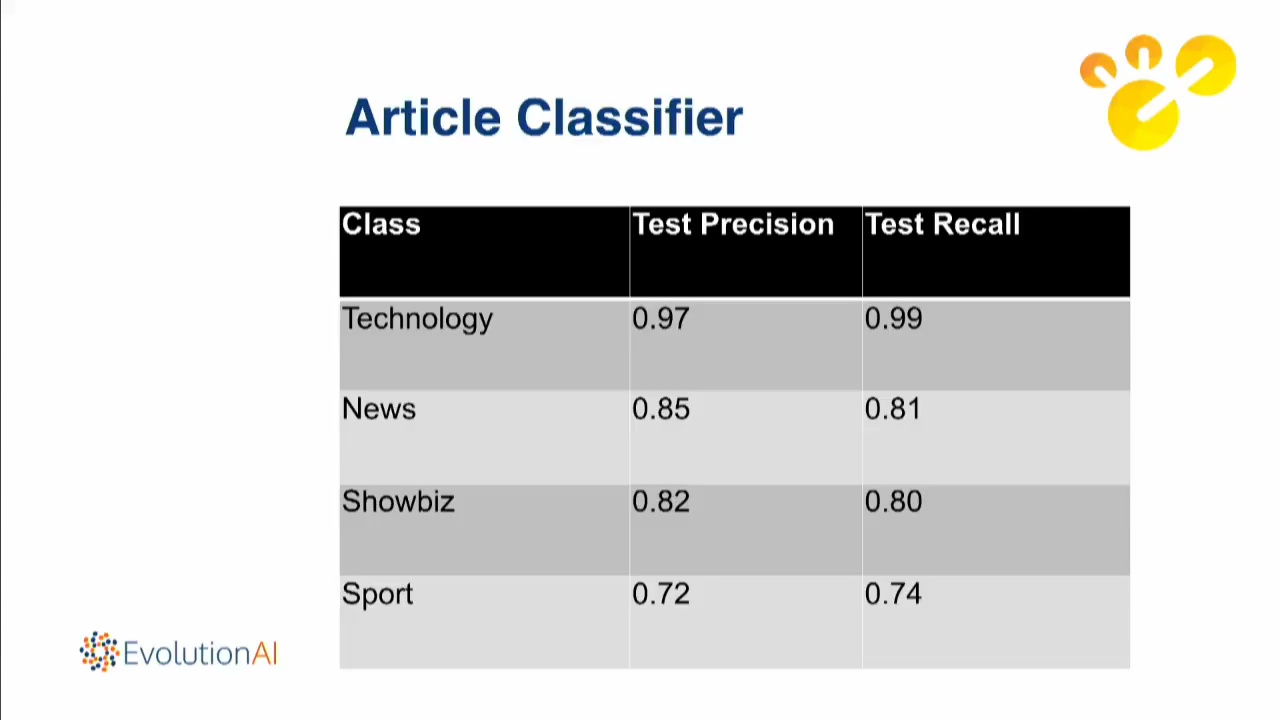 Article Classifier
Class Test Precision Test Recall
Technology 0.97 0.99
News 0.85 0.81
Showbiz 0.82 0.80
Sport 0.72 0.74
EvolutionAI